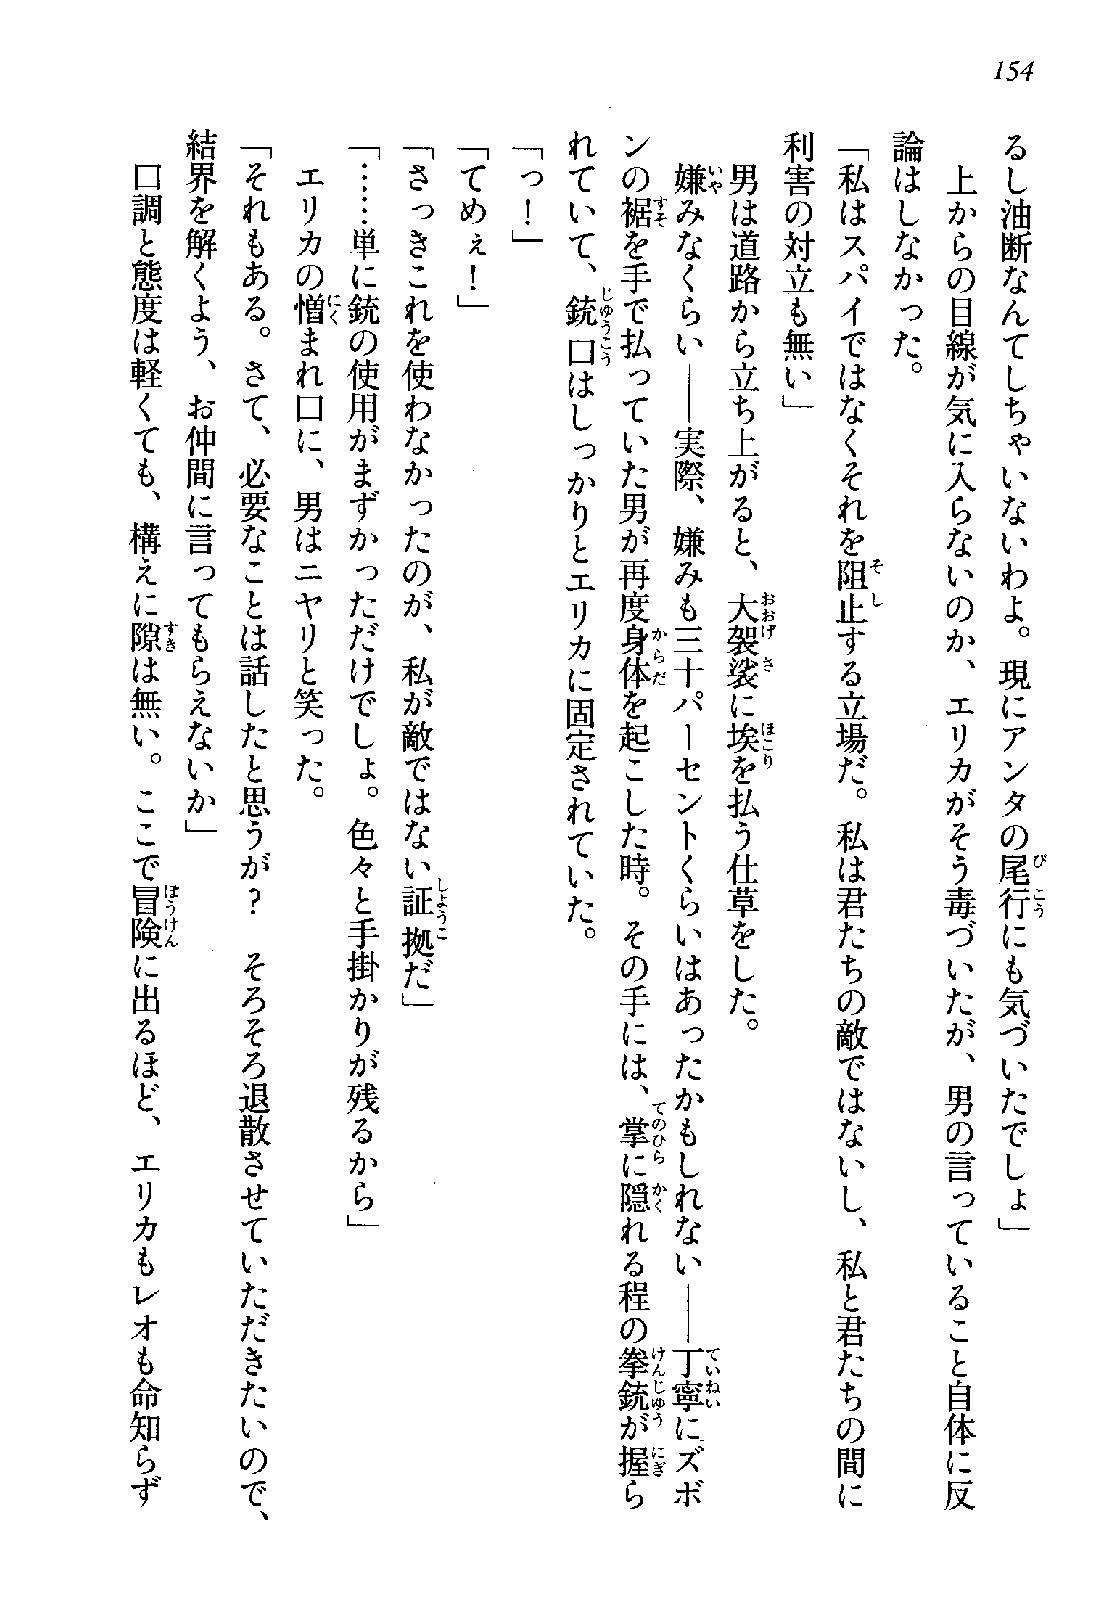 154
るし油断なんてしちゃいないわよ。現にアンタの尾行にも気づいたでしょ」
　上からの目線が気に入らないのか、エリカがそう毒づいたが、男の言っていること自体に反
論はしなかった。
「私はスパイではなくそれを阻止する立場だ。私は君たちの敵ではないし、私と君たちの間に
利害の対立も無い」
　男は道路から立ち上がると、大袈裟に埃を払う仕草をした。
　嫌みなくらい――実際、嫌みも三十パーセントくらいはあったかもしれない――丁寧にズボ
ンの裾を手で払っていた男が再度身体を起こした時。その手には、掌に隠れる程の拳銃が握ら
れていて、銃口はしっかりとエリカに固定されていた。
「っ！」
「てめぇ！」
「さっきこれを使わなかったのが、私が敵ではない証拠だ」
「……単に銃の使用がまずかっただけでしょ。色々と手掛かりが残るから」
　エリカの憎まれ口に、男はニヤリと笑った。
「それもある。さて、必要なことは話したと思うが？　そろそろ退散させていただきたいので、
結界を解くよう、お仲間に言ってもらえないか」
　口調と態度は軽くても、構えに隙は無い。ここで冒険に出るほど、エリカもレオも命知らず